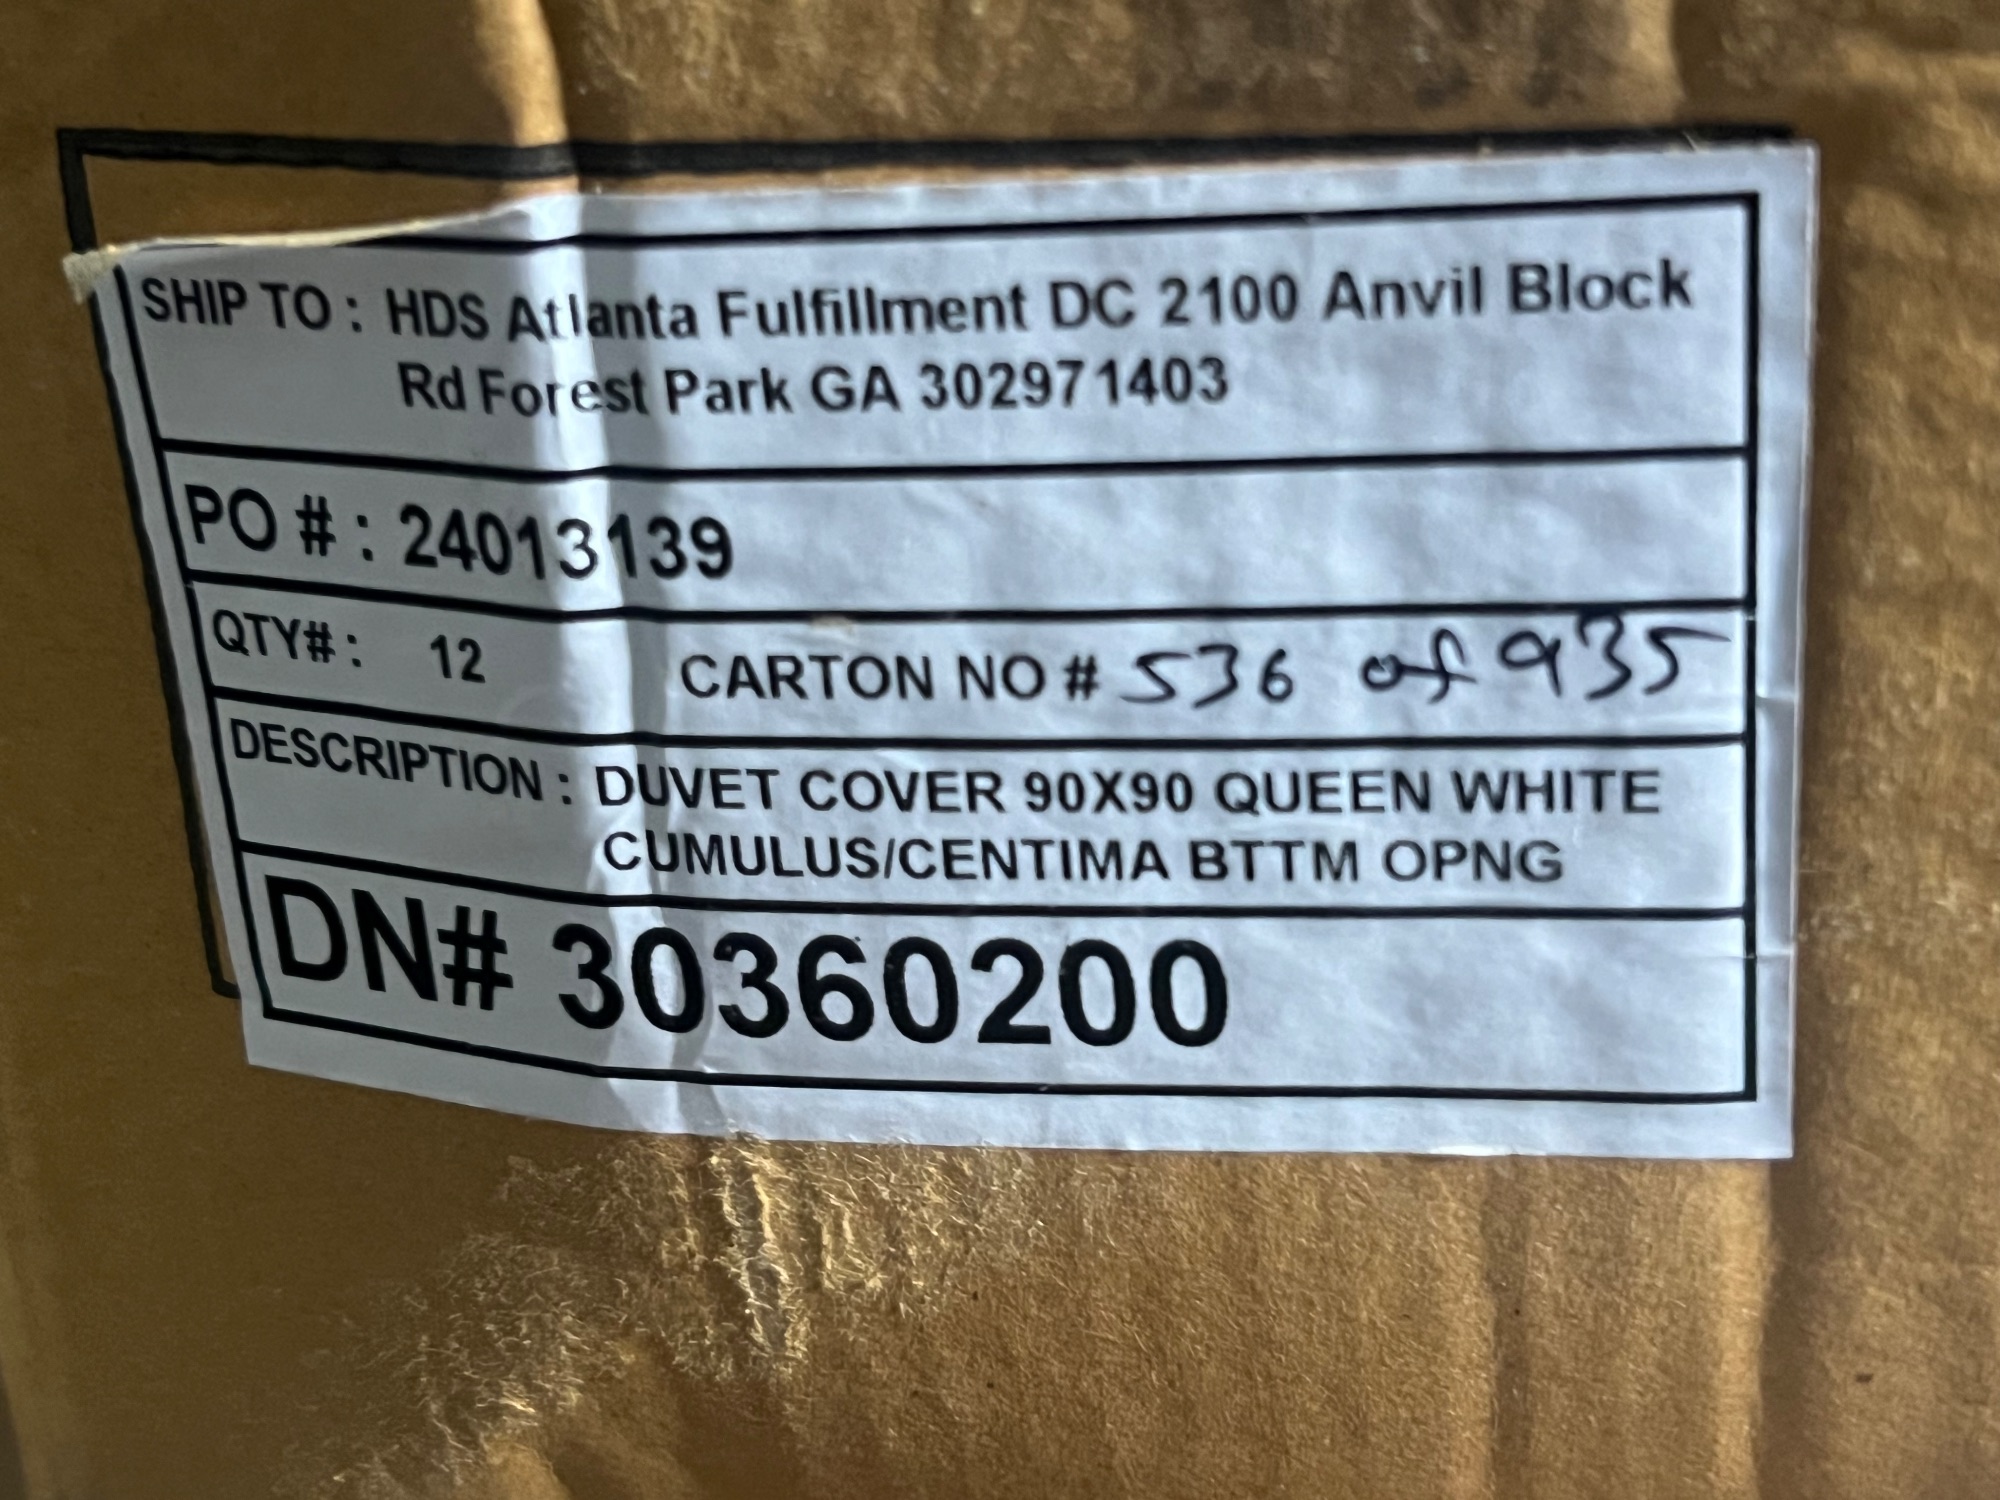 SHIP TO : HDS Atlanta Fulfillment DC 2100 Anvil Block
Rd Forest Park GA 302971403
PO # : 24013139
QTY# : 12 CARTON NO # 536 of 935
DESCRIPTION : DUVET COVER 90X90 QUEEN WHITE
CUMULUS/CENTIMA BTTM OPNG
DN# 30360200